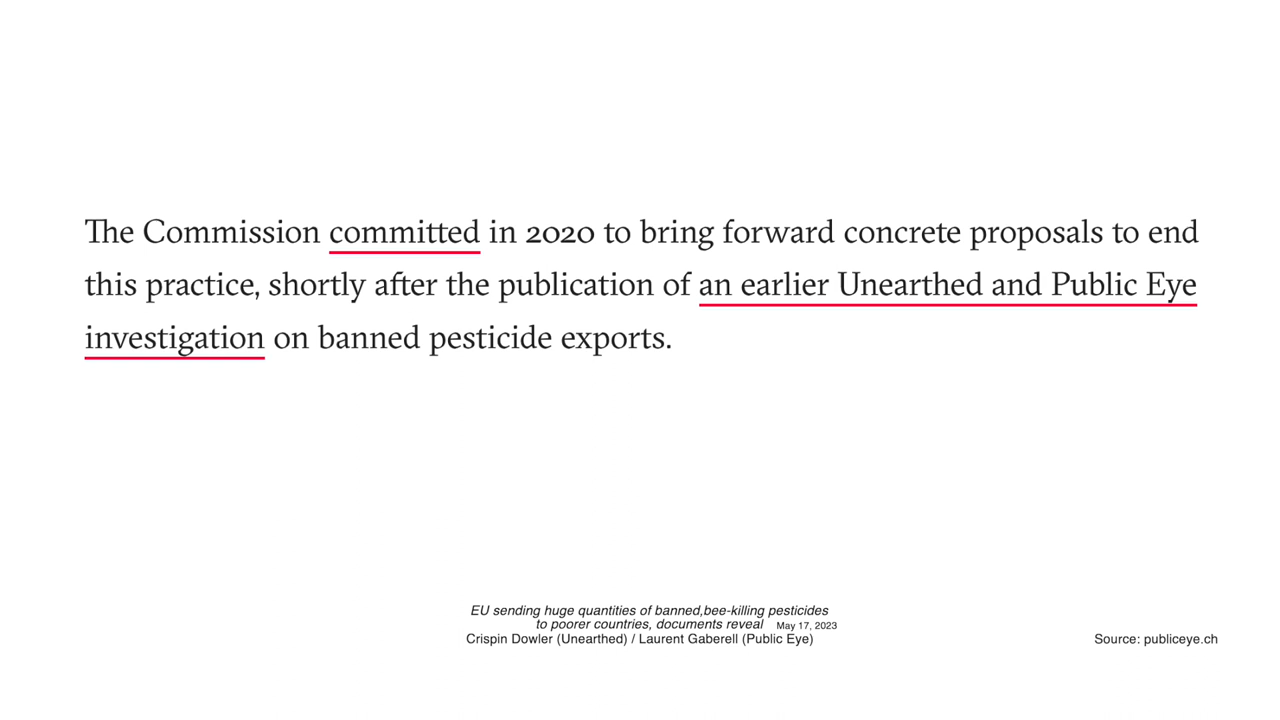 The Commission committed in 2020 to bring forward concrete proposals to end
this practice, shortly after the publication of an earlier Unearthed and Public Eye
investigation on banned pesticide exports.
EU sending huge quantities of banned,bee-killing pesticides
to poorer countries, documents reveal May 17, 2023
Crispin Dowler (Unearthed) / Laurent Gaberell (Public Eye)
Source: publiceye.ch